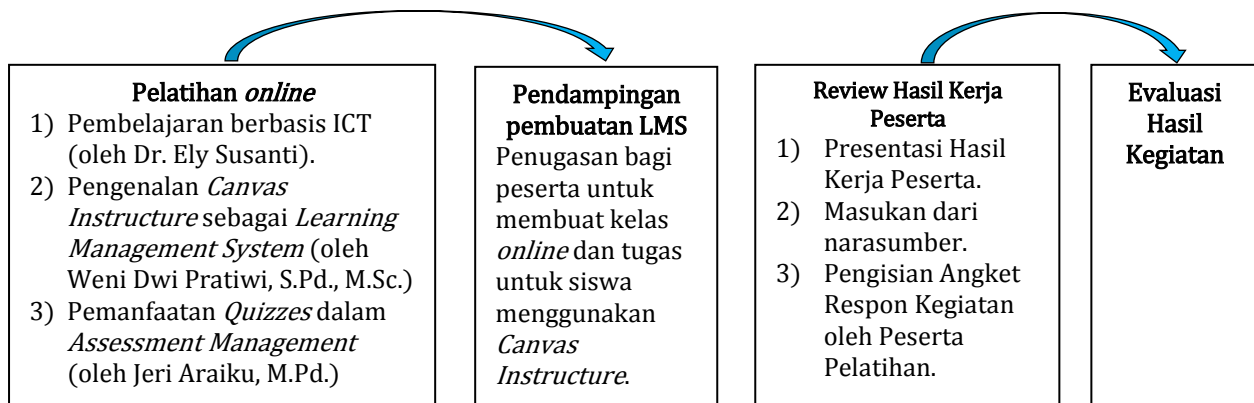 Pelatihan online
1) Pembelajaran berbasis ICT
(oleh Dr. Ely Susanti).
2) Pengenalan Canvas
Instructure sebagai Learning
Management System (oleh
Weni Dwi Pratiwi, S.Pd., M.Sc.)
3) Pemanfaatan Quizzes dalam
Assessment Management
(oleh Jeri Araiku, M.Pd.)
Pendampingan
pembuatan LMS
Penugasan bagi
peserta untuk
membuat kelas
online dan tugas
untuk siswa
menggunakan
Canvas
Instructure.
Review Hasil Kerja
Peserta
1) Presentasi Hasil
Kerja Peserta.
2) Masukan dari
narasumber.
3) Pengisian Angket
Respon Kegiatan
oleh Peserta
Pelatihan.
Evaluasi
Hasil
Kegiatan